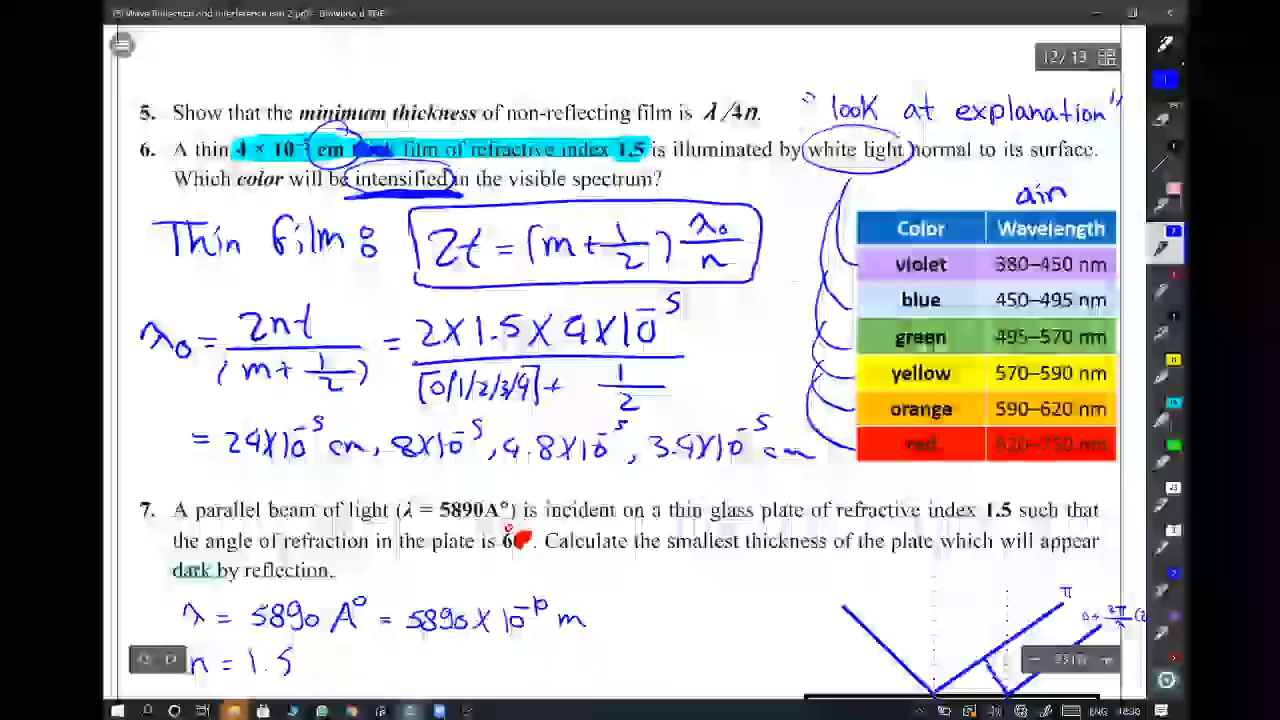 12/13
5. Show that the minimum thickness of non-reflecting film is λ/4n.
"look at explanation"
6. A thin 4 × 10⁻⁵ cm thick film of refractive index 1.5 is illuminated by white light normal to its surface.
Which color will be intensified in the visible spectrum?
air
Thin film: 2t = (m + 1/2) λ₀/n
Color Wavelength
violet 380–450 nm
blue 450–495 nm
green 495–570 nm
yellow 570–590 nm
orange 590–620 nm
red 620–750 nm
λ₀ = 2nt/(m + 1/2) = 2×1.5×4×10⁻⁵/[0/1/2/3/4] + 1/2
= 24×10⁻⁵ cm, 8×10⁻⁵, 4.8×10⁻⁵, 3.4×10⁻⁵ cm
7. A parallel beam of light (λ = 5890A°) is incident on a thin glass plate of refractive index 1.5 such that
the angle of refraction in the plate is 6 . Calculate the smallest thickness of the plate which will appear
dark by reflection.
λ = 5890 A° = 5890 × 10⁻¹⁰ m
π
n = 1.5
ENG